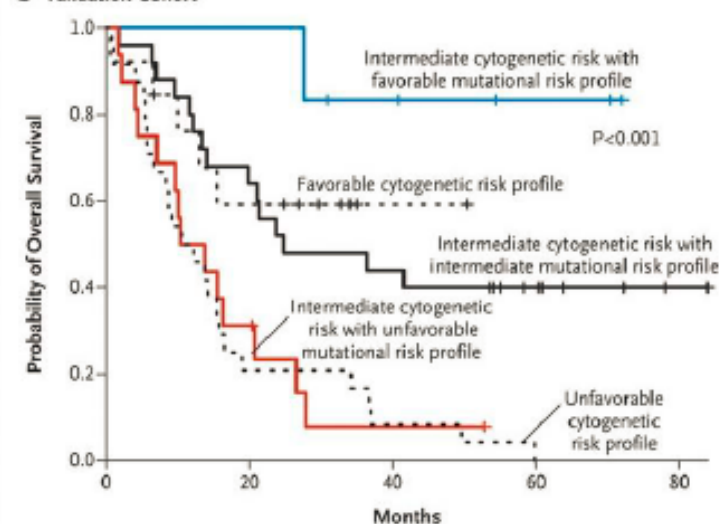 Intermediate cytogenetic risk with
favorable mutational risk profile
P<0.001
Favorable cytogenetic risk profile
Intermediate cytogenetic risk with
intermediate mutational risk profile
Intermediate cytogenetic
risk with unfavorable
mutational risk profile
Unfavorable
cytogenetic
risk profile
Probability of Overall Survival
1.0
0.8
0.6
0.4
0.2
0.0
0 20 40 60 80
Months